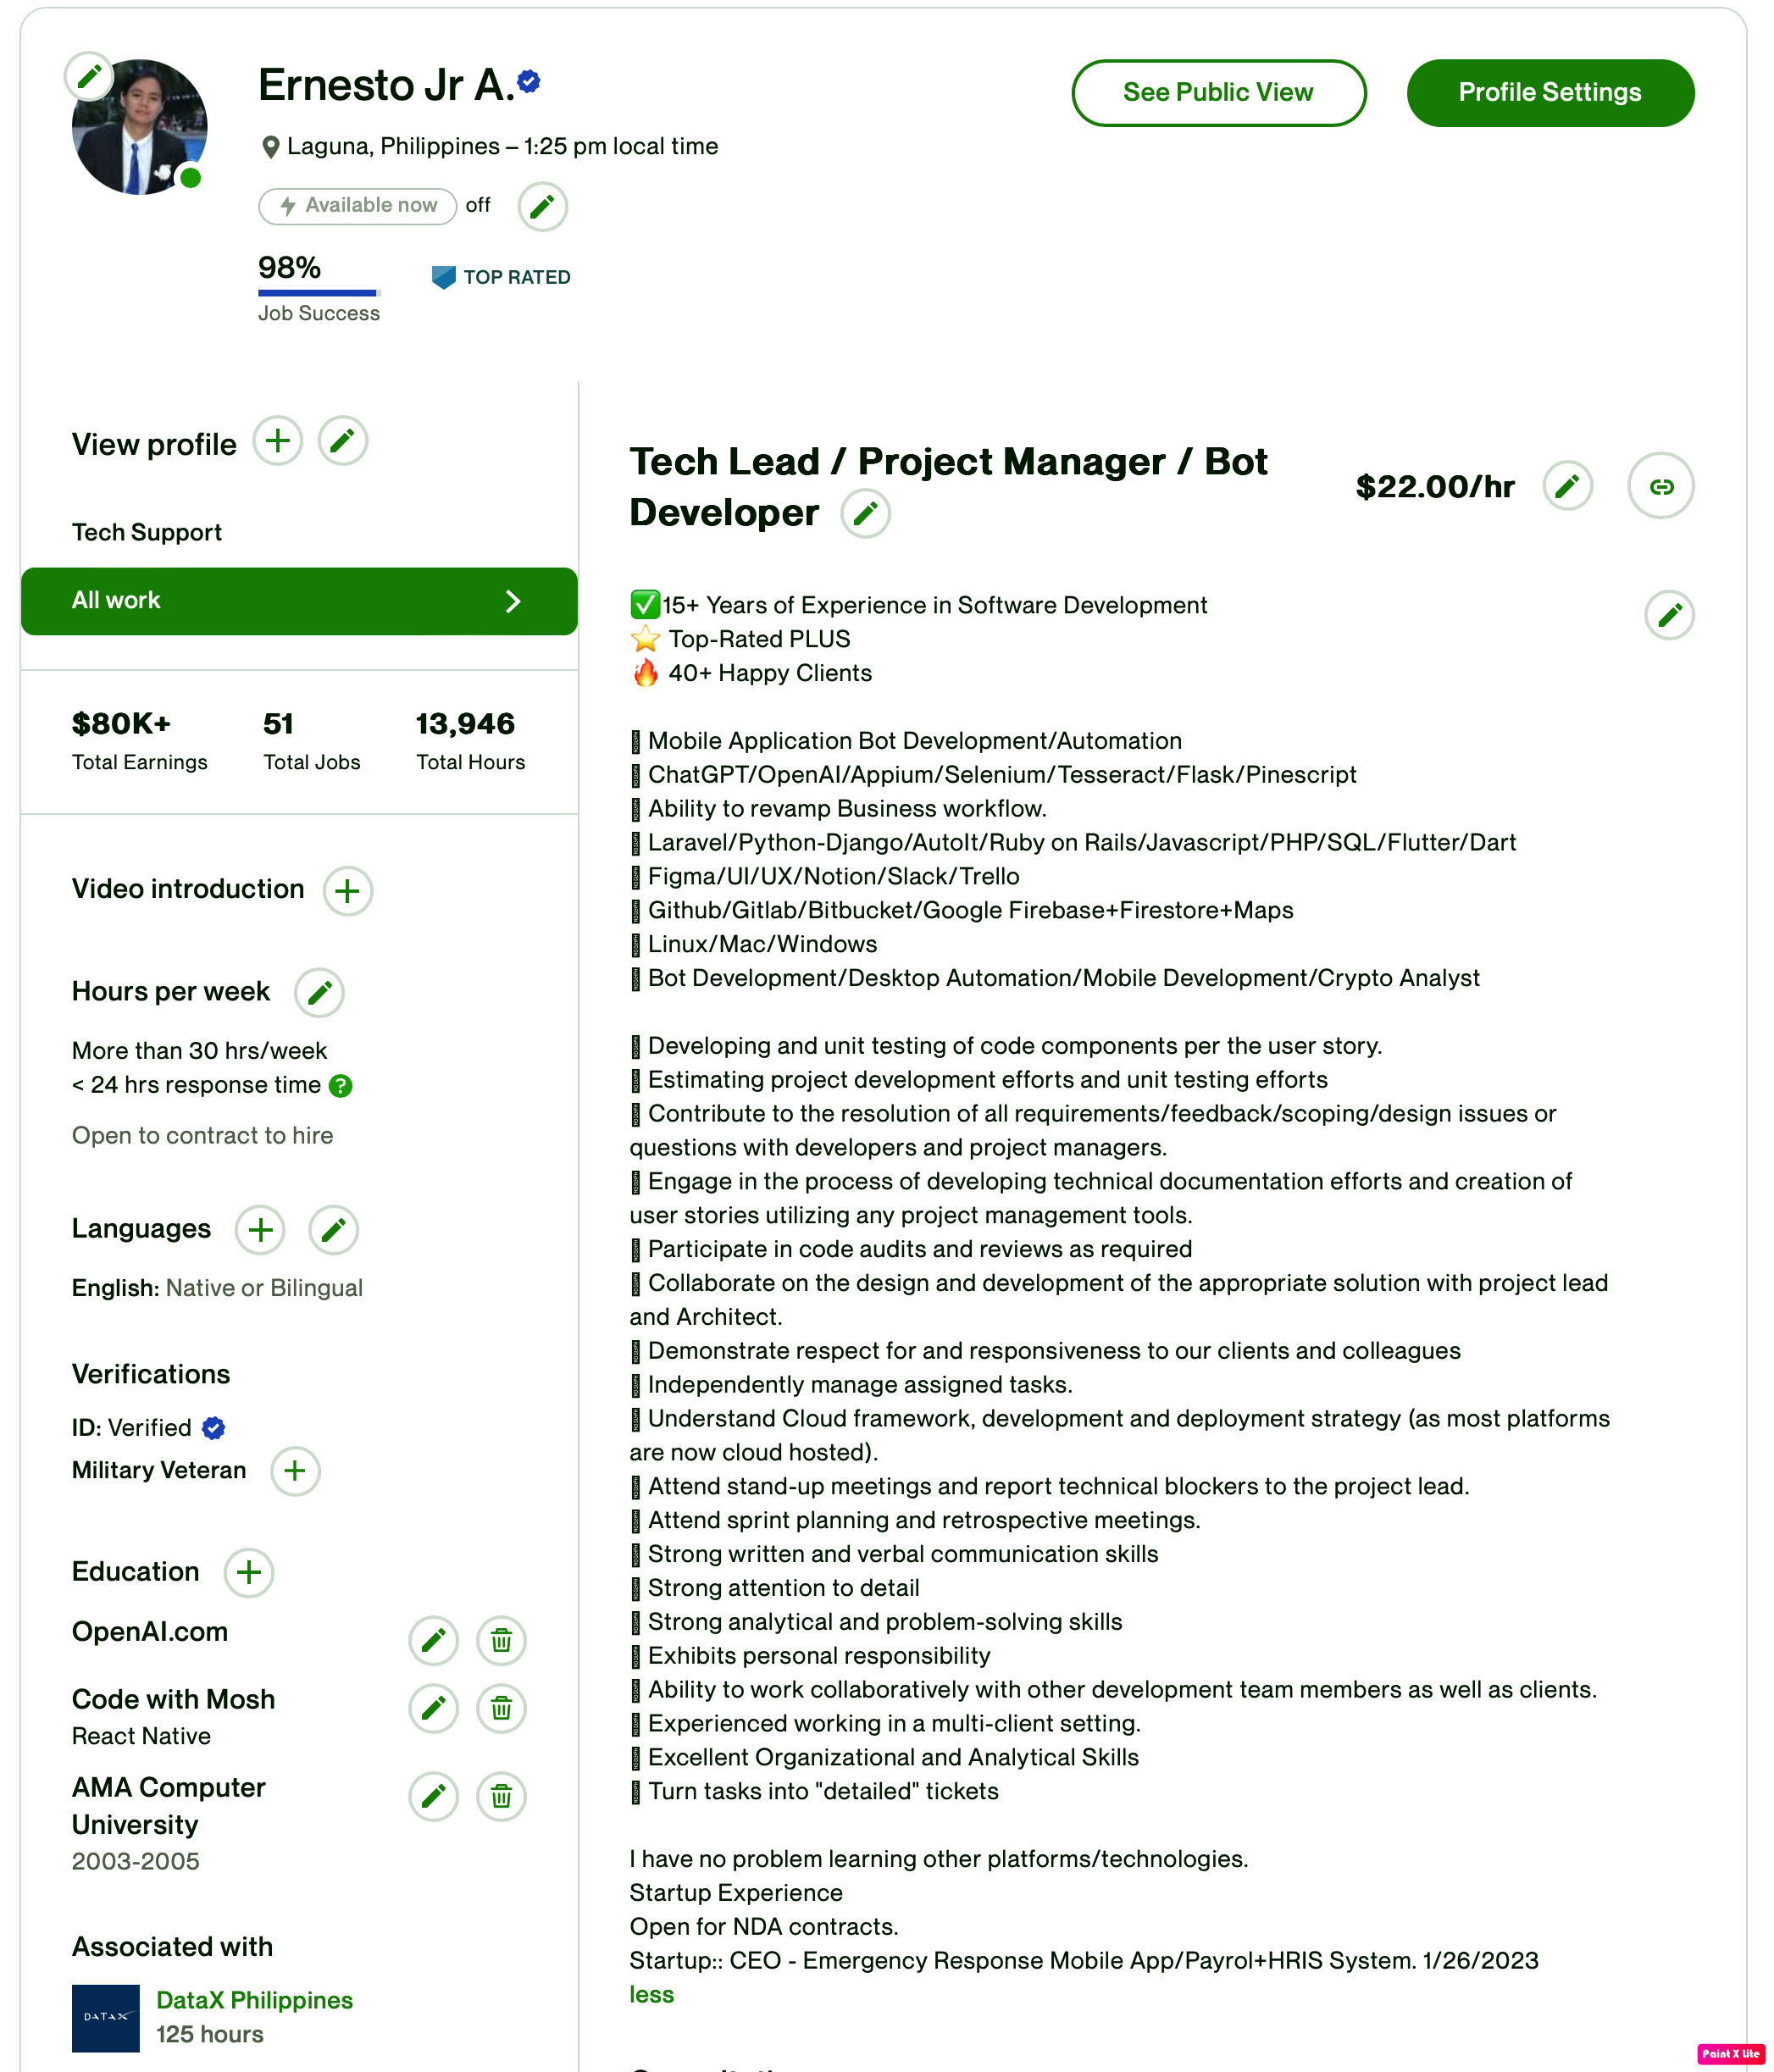 Ernesto Jr A.
Laguna, Philippines – 1:25 pm local time
Available now off
98%
Job Success
TOP RATED
See Public View
Profile Settings
View profile
Tech Support
All work
$80K+
Total Earnings
51
Total Jobs
13,946
Total Hours
Video introduction
Hours per week
More than 30 hrs/week
< 24 hrs response time ?
Open to contract to hire
Languages
English: Native or Bilingual
Verifications
ID: Verified
Military Veteran
Education
OpenAI.com
Code with Mosh
React Native
AMA Computer
University
2003-2005
Associated with
DATAX
DataX Philippines
125 hours
Tech Lead / Project Manager / Bot
Developer
$22.00/hr
✅15+ Years of Experience in Software Development
⭐ Top-Rated PLUS
🔥 40+ Happy Clients
Mobile Application Bot Development/Automation
ChatGPT/OpenAI/Appium/Selenium/Tesseract/Flask/Pinescript
Ability to revamp Business workflow.
Laravel/Python-Django/AutoIt/Ruby on Rails/Javascript/PHP/SQL/Flutter/Dart
Figma/UI/UX/Notion/Slack/Trello
Github/Gitlab/Bitbucket/Google Firebase+Firestore+Maps
Linux/Mac/Windows
Bot Development/Desktop Automation/Mobile Development/Crypto Analyst
Developing and unit testing of code components per the user story.
Estimating project development efforts and unit testing efforts
Contribute to the resolution of all requirements/feedback/scoping/design issues or
questions with developers and project managers.
Engage in the process of developing technical documentation efforts and creation of
user stories utilizing any project management tools.
Participate in code audits and reviews as required
Collaborate on the design and development of the appropriate solution with project lead
and Architect.
Demonstrate respect for and responsiveness to our clients and colleagues
Independently manage assigned tasks.
Understand Cloud framework, development and deployment strategy (as most platforms
are now cloud hosted).
Attend stand-up meetings and report technical blockers to the project lead.
Attend sprint planning and retrospective meetings.
Strong written and verbal communication skills
Strong attention to detail
Strong analytical and problem-solving skills
Exhibits personal responsibility
Ability to work collaboratively with other development team members as well as clients.
Experienced working in a multi-client setting.
Excellent Organizational and Analytical Skills
Turn tasks into "detailed" tickets
I have no problem learning other platforms/technologies.
Startup Experience
Open for NDA contracts.
Startup:: CEO - Emergency Response Mobile App/Payrol+HRIS System. 1/26/2023
less
Paint X Lite